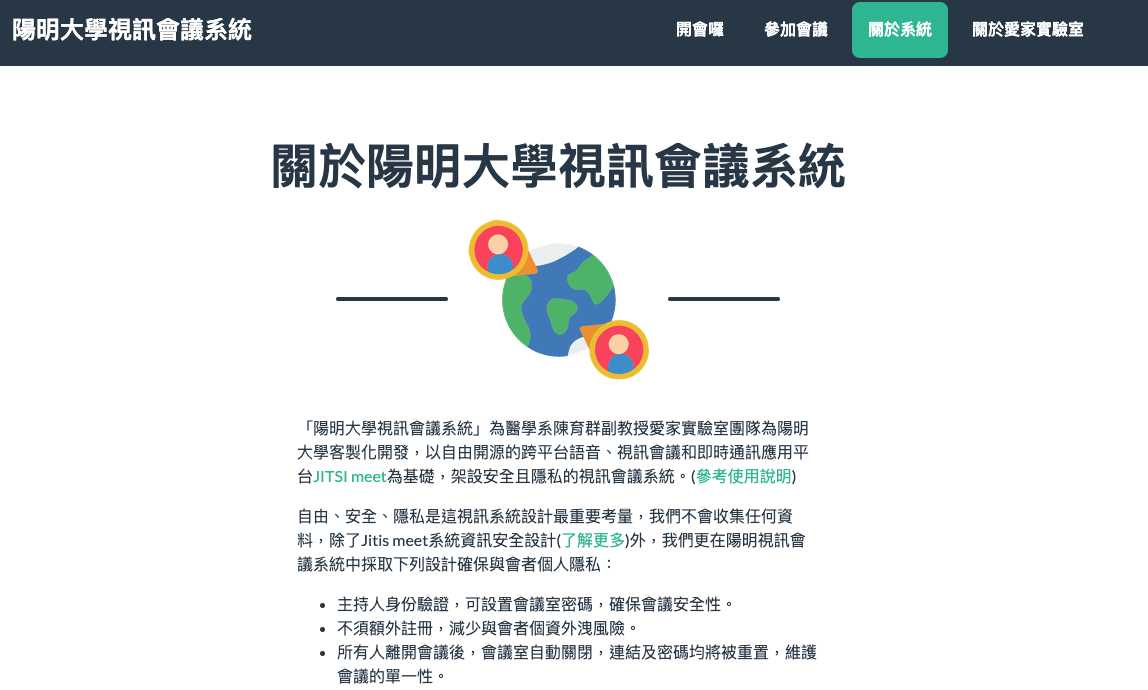 陽明大學視訊會議系統
開會囉 參加會議 關於系統 關於愛家實驗室
關於陽明大學視訊會議系統
「陽明大學視訊會議系統」為醫學系陳育群副教授愛家實驗室團隊為陽明
大學客製化開發，以自由開源的跨平台語音、視訊會議和即時通訊應用平
台JITSI meet為基礎，架設安全且隱私的視訊會議系統。(參考使用說明)
自由、安全、隱私是這視訊系統設計最重要考量，我們不會收集任何資
料，除了Jitis meet系統資訊安全設計(了解更多)外，我們更在陽明視訊會
議系統中採取下列設計確保與會者個人隱私：
• 主持人身份驗證，可設置會議室密碼，確保會議安全性。
• 不須額外註冊，減少與會者個資外洩風險。
• 所有人離開會議後，會議室自動關閉，連結及密碼均將被重置，維護
會議的單一性。